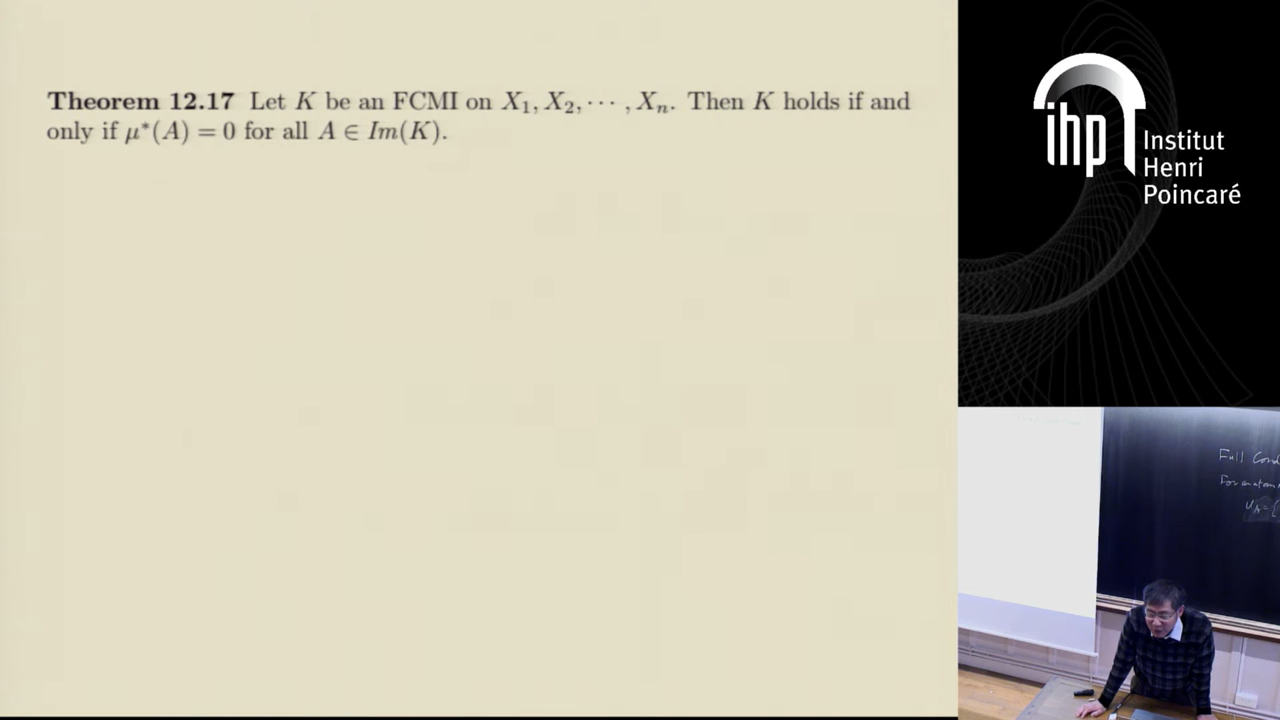 Theorem 12.17 Let K be an FCMI on X₁, X₂, ⋯ , Xₙ. Then K holds if and
only if μ*(A) = 0 for all A ∈ Im(K).
ihp
Institut
Henri
Poincaré
Full